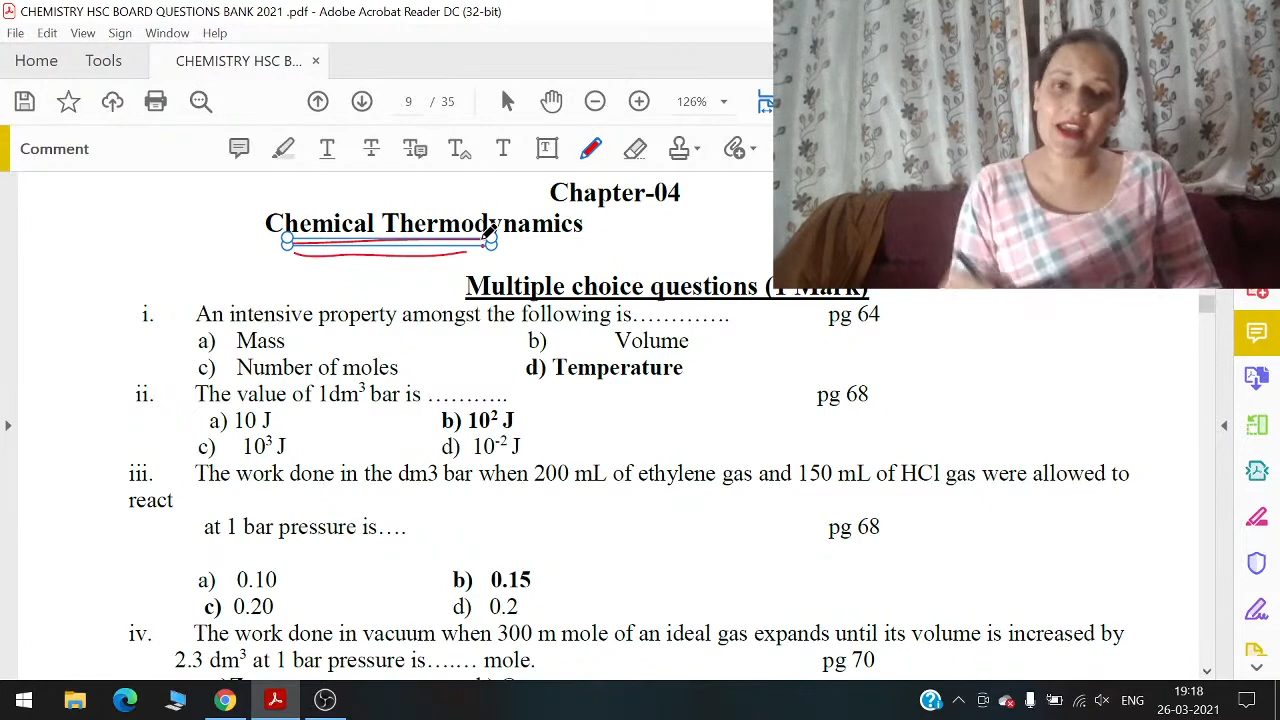 CHEMISTRY HSC BOARD QUESTIONS BANK 2021 .pdf - Adobe Acrobat Reader DC (32-bit)
File Edit View Sign Window Help
Home Tools CHEMISTRY HSC B... ×
9 / 35 126%
Comment
Chapter-04
Chemical Thermodynamics
Multiple choice questions (1 Mark)
i. An intensive property amongst the following is…………. pg 64
a) Mass b) Volume
c) Number of moles d) Temperature
ii. The value of 1dm³ bar is ……….. pg 68
a) 10 J b) 10² J
c) 10³ J d) 10⁻² J
iii. The work done in the dm3 bar when 200 mL of ethylene gas and 150 mL of HCl gas were allowed to
react
at 1 bar pressure is…. pg 68
a) 0.10 b) 0.15
c) 0.20 d) 0.2
iv. The work done in vacuum when 300 m mole of an ideal gas expands until its volume is increased by
2.3 dm³ at 1 bar pressure is……. mole. pg 70
ENG 19:18
26-03-2021